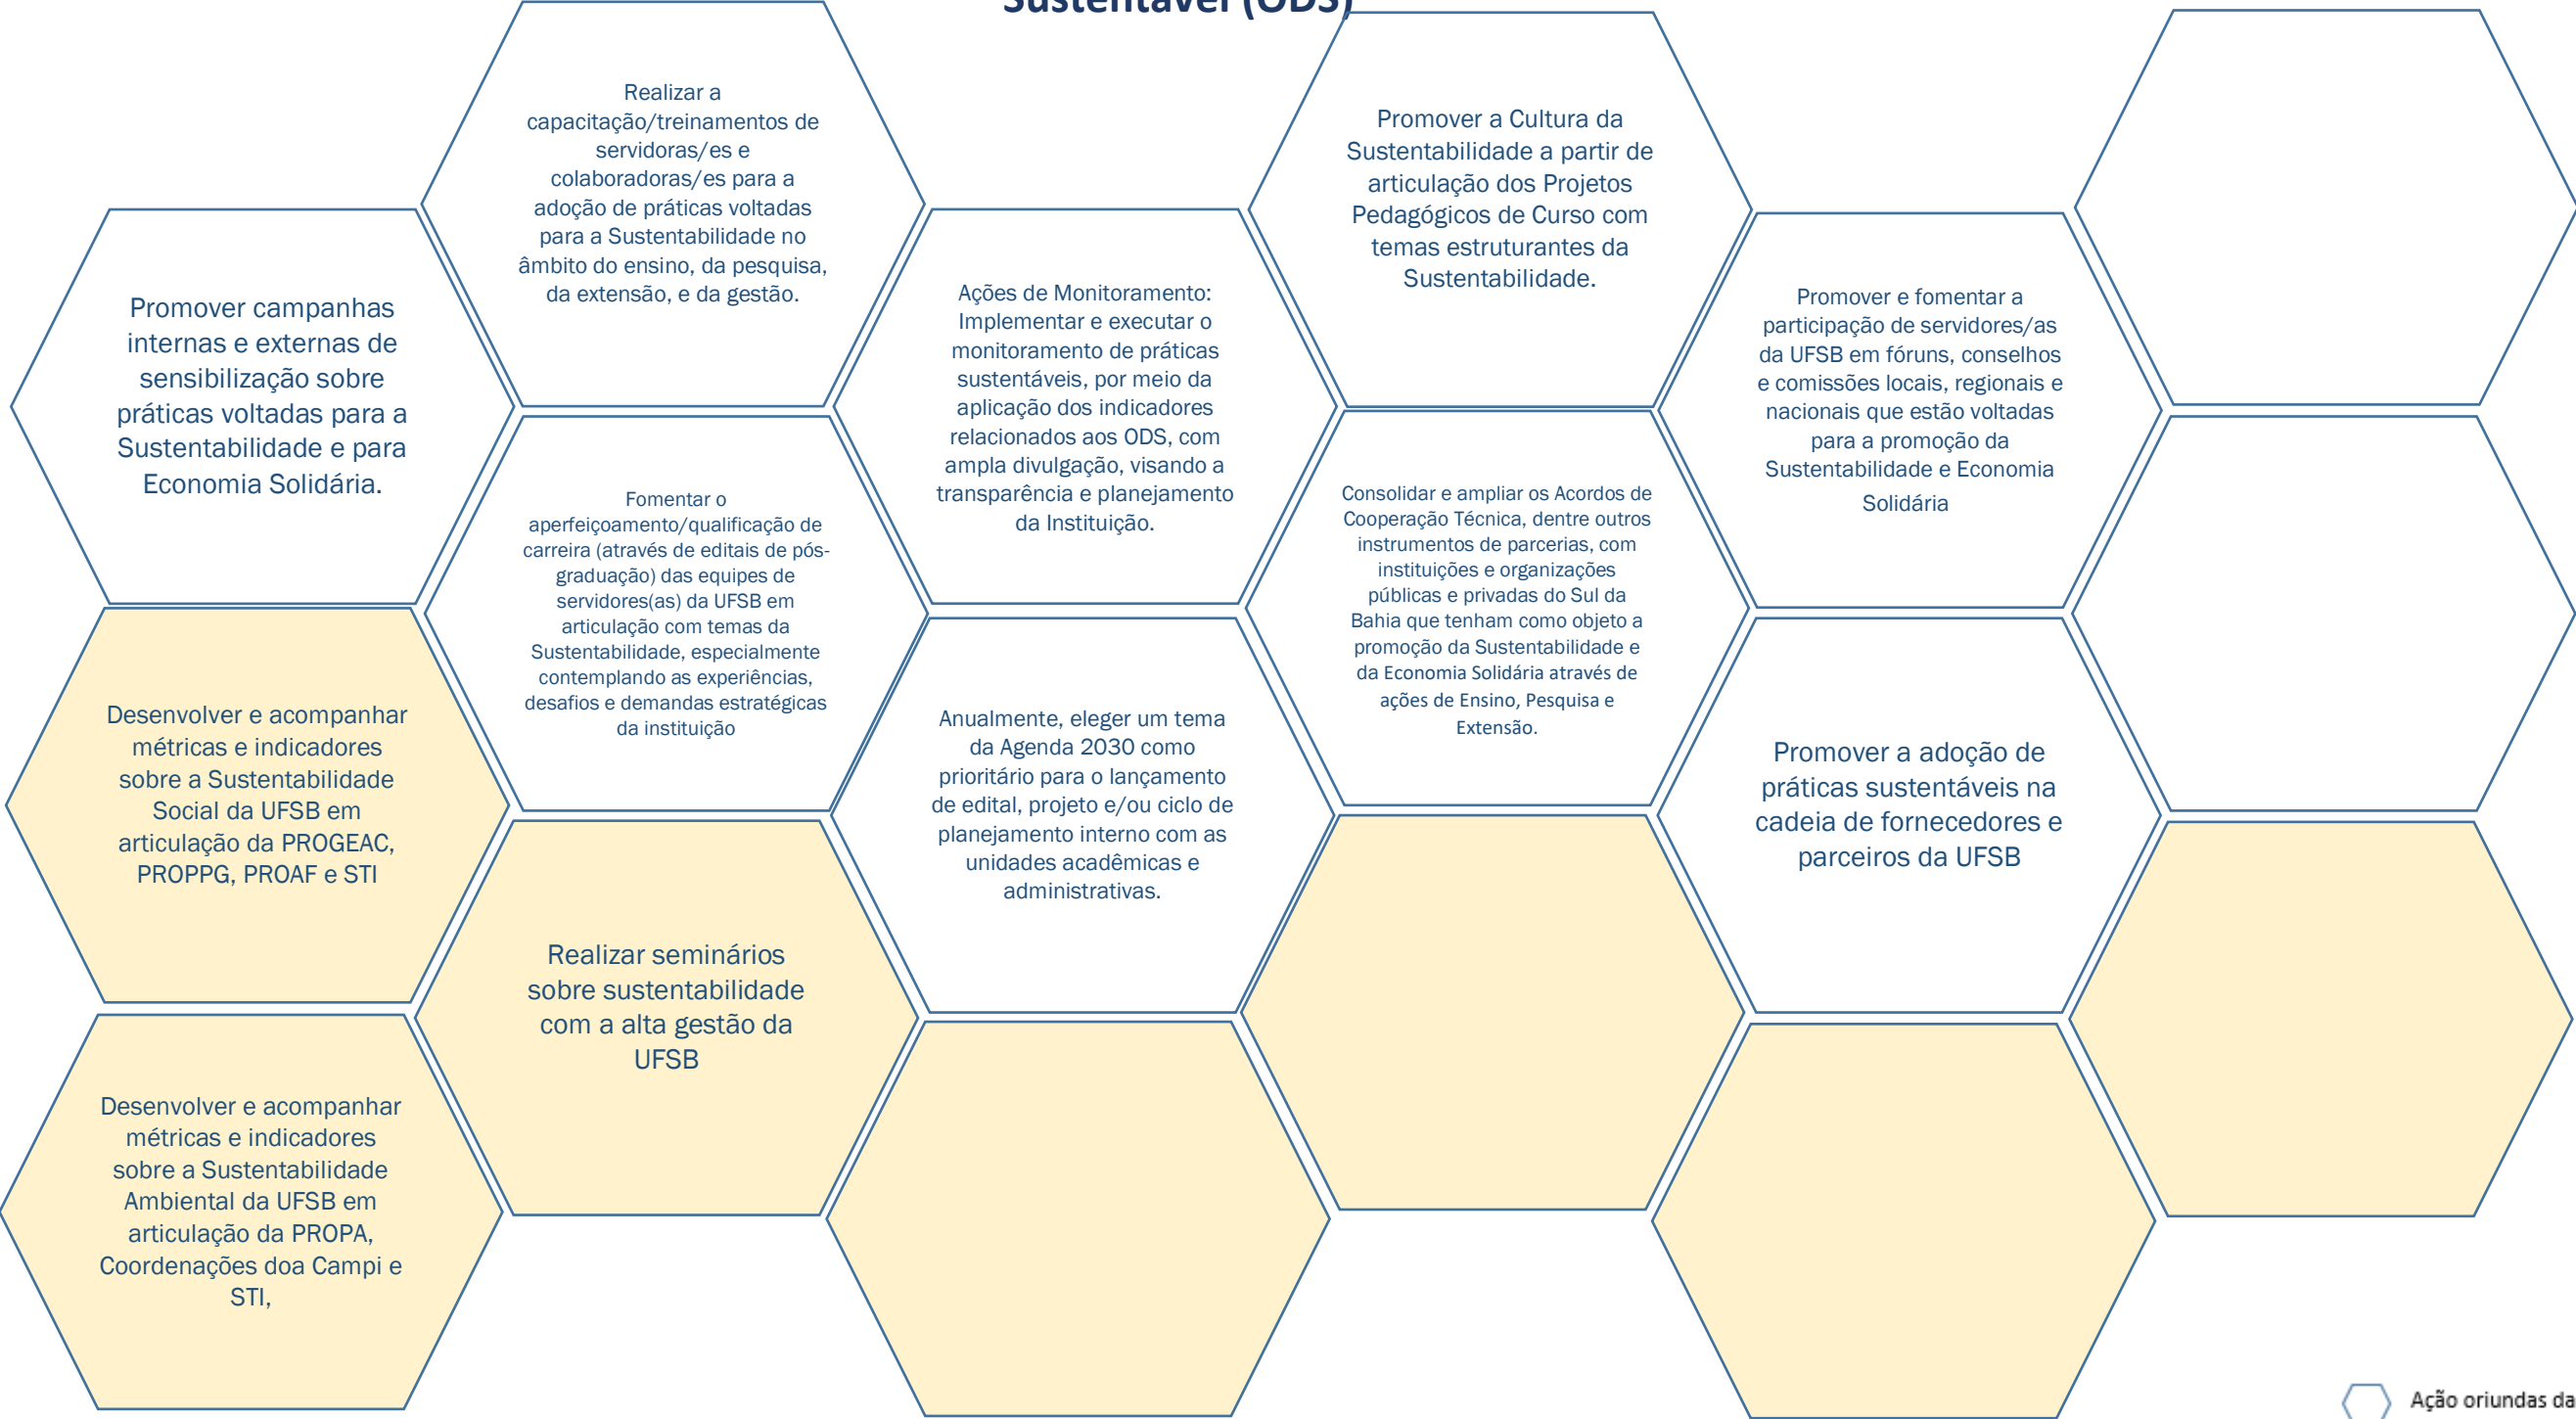 Sustentável (ODS)
Realizar a
capacitação/treinamentos de
servidoras/es e
colaboradoras/es para a
adoção de práticas voltadas
para a Sustentabilidade no
âmbito do ensino, da pesquisa,
da extensão, e da gestão.
Promover a Cultura da
Sustentabilidade a partir de
articulação dos Projetos
Pedagógicos de Curso com
temas estruturantes da
Sustentabilidade.
Promover campanhas
internas e externas de
sensibilização sobre
práticas voltadas para a
Sustentabilidade e para
Economia Solidária.
Ações de Monitoramento:
Implementar e executar o
monitoramento de práticas
sustentáveis, por meio da
aplicação dos indicadores
relacionados aos ODS, com
ampla divulgação, visando a
transparência e planejamento
da Instituição.
Promover e fomentar a
participação de servidores/as
da UFSB em fóruns, conselhos
e comissões locais, regionais e
nacionais que estão voltadas
para a promoção da
Sustentabilidade e Economia
Solidária
Fomentar o
aperfeiçoamento/qualificação de
carreira (através de editais de pós-
graduação) das equipes de
servidores(as) da UFSB em
articulação com temas da
Sustentabilidade, especialmente
contemplando as experiências,
desafios e demandas estratégicas
da instituição
Consolidar e ampliar os Acordos de
Cooperação Técnica, dentre outros
instrumentos de parcerias, com
instituições e organizações
públicas e privadas do Sul da
Bahia que tenham como objeto a
promoção da Sustentabilidade e
da Economia Solidária através de
ações de Ensino, Pesquisa e
Extensão.
Desenvolver e acompanhar
métricas e indicadores
sobre a Sustentabilidade
Social da UFSB em
articulação da PROGEAC,
PROPPG, PROAF e STI
Anualmente, eleger um tema
da Agenda 2030 como
prioritário para o lançamento
de edital, projeto e/ou ciclo de
planejamento interno com as
unidades acadêmicas e
administrativas.
Promover a adoção de
práticas sustentáveis na
cadeia de fornecedores e
parceiros da UFSB
Realizar seminários
sobre sustentabilidade
com a alta gestão da
UFSB
Desenvolver e acompanhar
métricas e indicadores
sobre a Sustentabilidade
Ambiental da UFSB em
articulação da PROPA,
Coordenações doa Campi e
STI,
Ação oriundas da